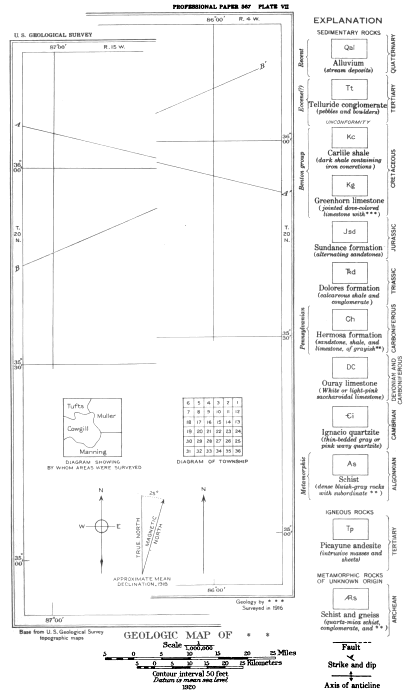 PROFESSIONAL PAPER 567 PLATE VII
U. S. GEOLOGICAL SURVEY
87°00' R. 15 W.
86°00' R. 4 W.
B'
A
36°
00'
36°
00'
A'
T.
20
N.
T.
20
N.
B
35°
30'
35°
30'
Tufts
Muller
Cowgill
Manning
DIAGRAM SHOWING
BY WHOM AREAS WERE SURVEYED
6 5 4 3 2 1
7 8 9 10 11 12
18 17 16 15 14 13
19 20 21 22 23 24
30 29 28 27 26 25
31 32 33 34 35 36
DIAGRAM OF TOWNSHIP
N
W E
S
25°
TRUE NORTH
MAGNETIC NORTH
APPROXIMATE MEAN
DECLINATION, 1915
N
35°
00'
35°
00'
87°00'
86°00'
Geology by * * *
Surveyed in 1916
Base from U. S. Geological Survey
topographic maps
GEOLOGIC MAP OF * *
Scale 1/1,000,000
5 0 5 10 15 20 25 Miles
5 0 5 10 15 20 25 Kilometers
Contour interval 50 feet
Datum is mean sea level
1920
EXPLANATION
SEDIMENTARY ROCKS
Qal
Alluvium
(stream deposits)
Recent
QUATERNARY
Tt
Telluride conglomerate
(pebbles and boulders)
Eocene(?)
TERTIARY
UNCONFORMITY
Kc
Carlile shale
(dark shale containing
iron concretions)
Kg
Greenhorn limestone
(jointed dove-colored
limestone with ***)
Benton group
CRETACEOUS
Jsd
Sundance formation
(alternating sandstones)
JURASSIC
Ƭkd
Dolores formation
(calcareous shale and
conglomerate)
TRIASSIC
Ch
Hermosa formation
(sandstone, shale, and
limestone, of grayish **)
Pennsylvanian
CARBONIFEROUS
DC
Ouray limestone
(White or light-pink
saccharoidal limestone)
DEVONIAN AND
CARBONIFEROUS
Ꞓi
Ignacio quartzite
(thin-bedded gray or
pink wavy quartzite)
CAMBRIAN
As
Schist
(dense bluish-gray rocks
with subordinate **)
Metamorphic
ALGONKIAN
IGNEOUS ROCKS
Tp
Picayune andesite
(intrusive masses and
sheets)
TERTIARY
METAMORPHIC ROCKS
OF UNKNOWN ORIGIN
ÆRs
Schist and gneiss
(quartz-mica schist,
conglomerate, and **)
ARCHEAN
Fault
Strike and dip
Axis of anticline